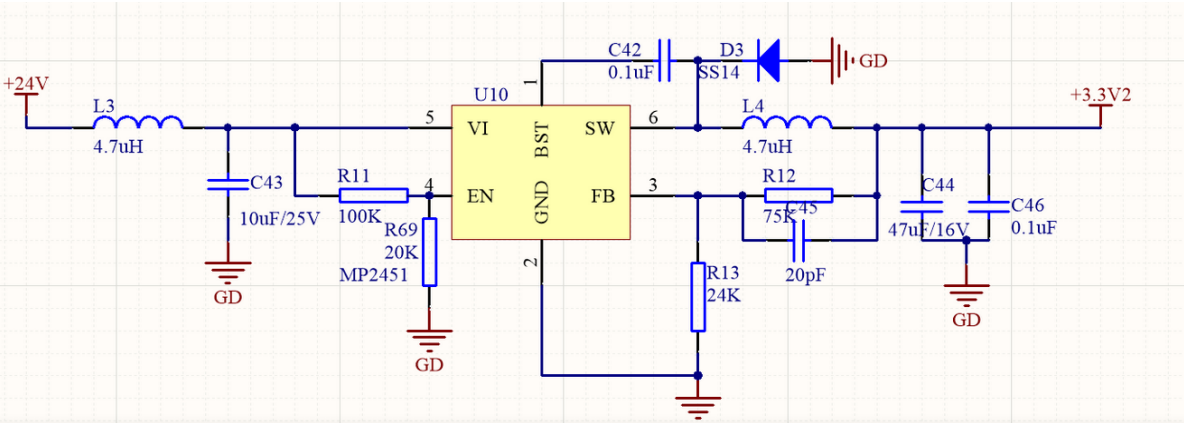 C42
0.1uF
D3
SS14
GD
+24V
+3.3V2
L3
4.7uH
U10
1
5
VI
BST
SW
6
L4
4.7uH
C43
10uF/25V
R11
100K
4
EN
GND
FB
3
R12
75K
C45
20pF
C44
47uF/16V
C46
0.1uF
R69
20K
MP2451
2
R13
24K
GD
GD
GD